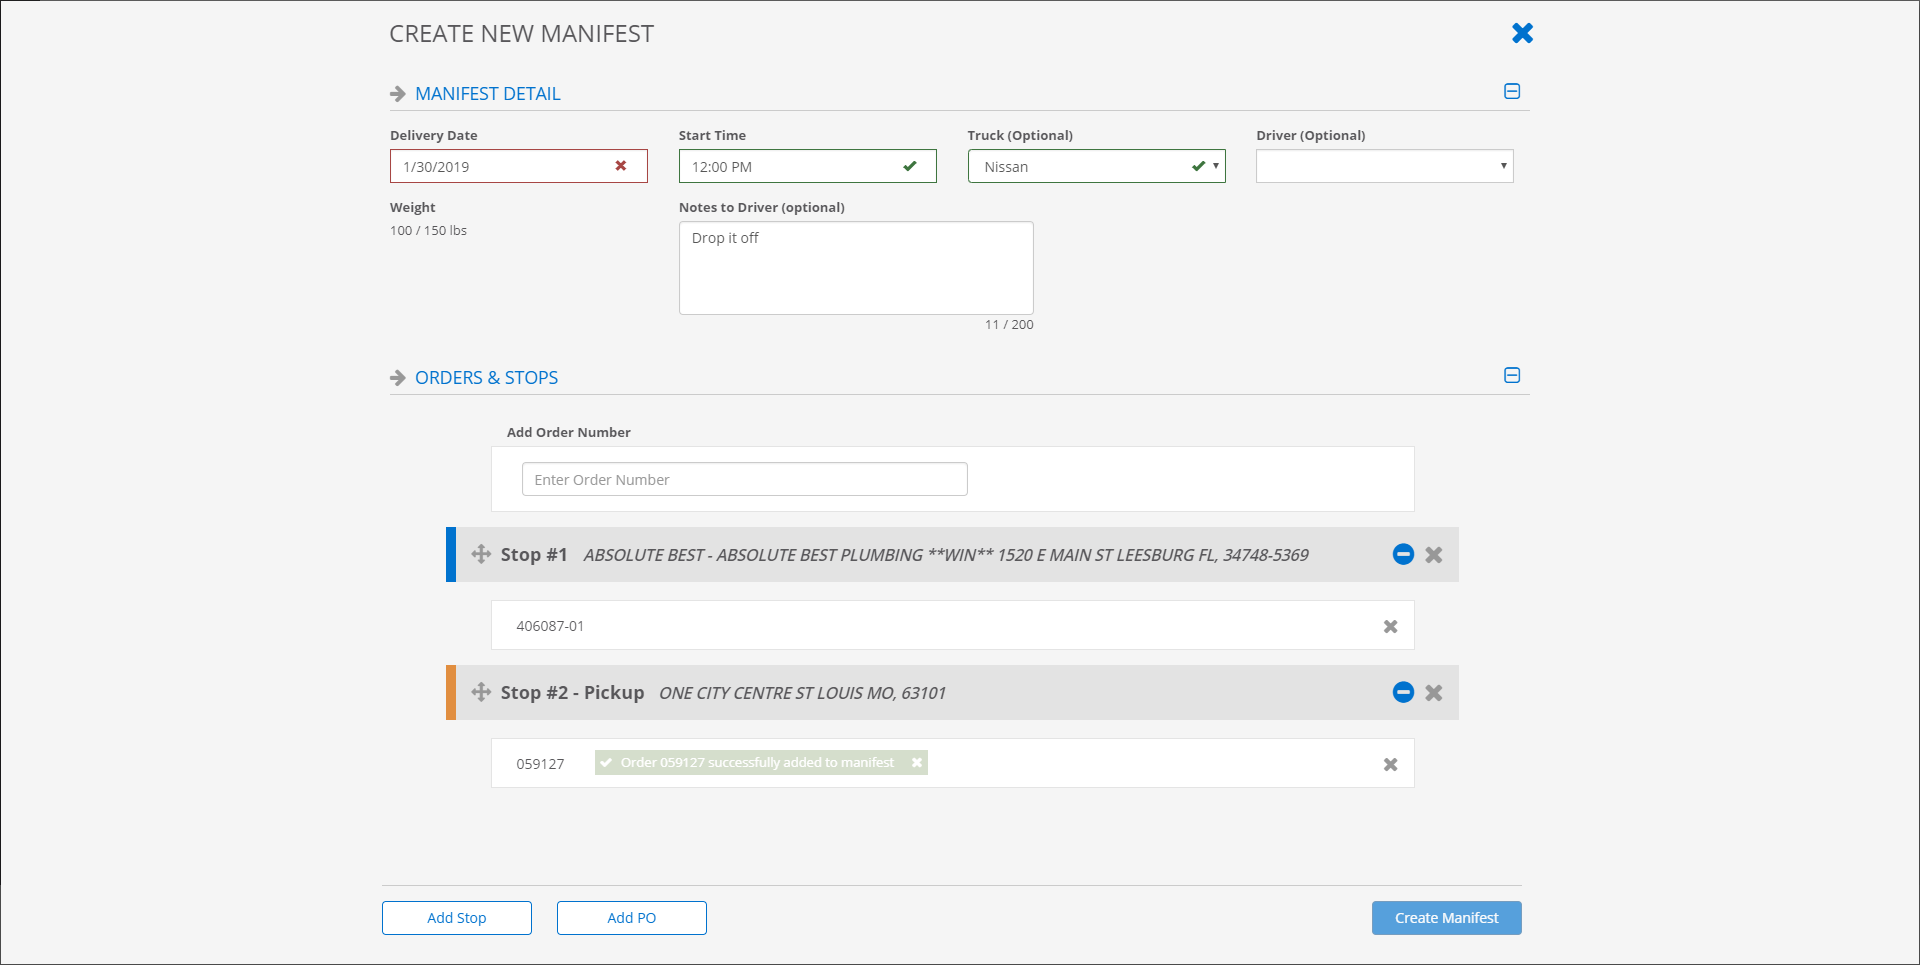 CREATE NEW MANIFEST
MANIFEST DETAIL
Delivery Date
Start Time
Truck (Optional)
Driver (Optional)
1/30/2019
12:00 PM
Nissan
Weight
Notes to Driver (optional)
100 / 150 lbs
Drop it off
11 / 200
ORDERS & STOPS
Add Order Number
Enter Order Number
Stop #1 ABSOLUTE BEST - ABSOLUTE BEST PLUMBING **WIN** 1520 E MAIN ST LEESBURG FL, 34748-5369
406087-01
Stop #2 - Pickup ONE CITY CENTRE ST LOUIS MO, 63101
059127 Order 059127 successfully added to manifest
Add Stop
Add PO
Create Manifest